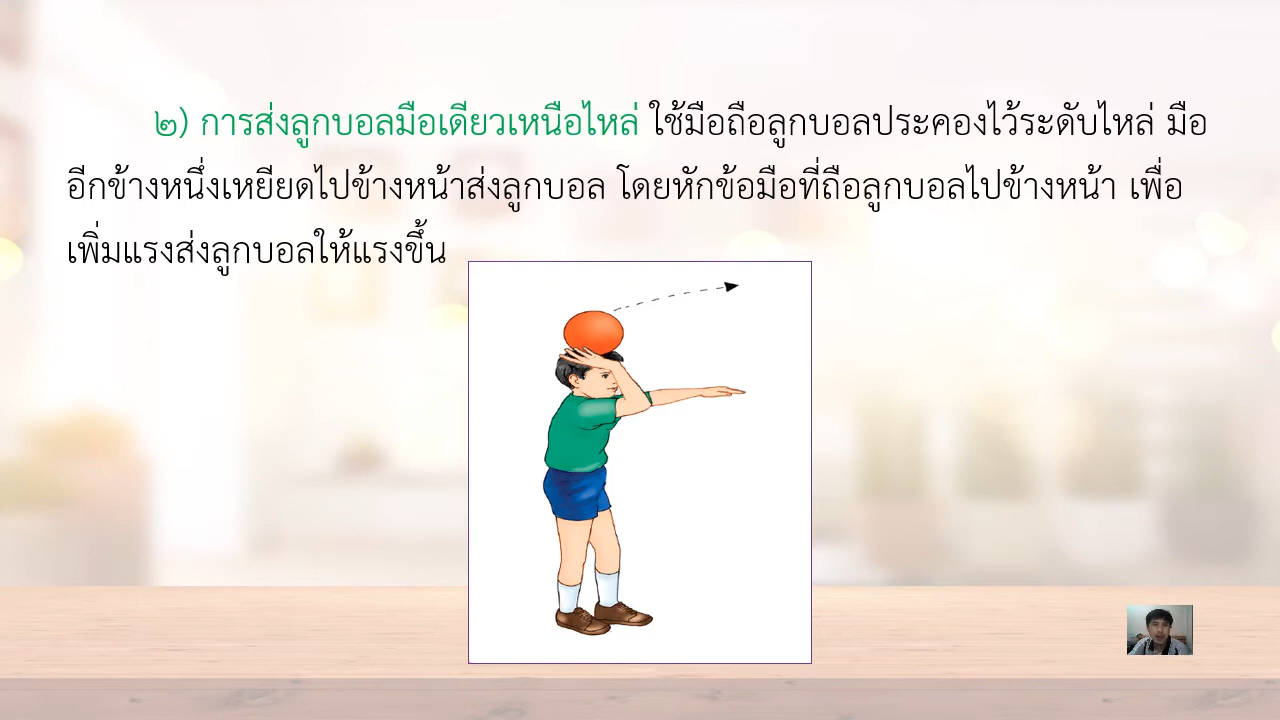 ๒) การส่งลูกบอลมือเดียวเหนือไหล่ ใช้มือถือลูกบอลประคองไว้ระดับไหล่ มือ
อีกข้างหนึ่งเหยียดไปข้างหน้าส่งลูกบอล โดยหักข้อมือที่ถือลูกบอลไปข้างหน้า เพื่อ
เพิ่มแรงส่งลูกบอลให้แรงขึ้น